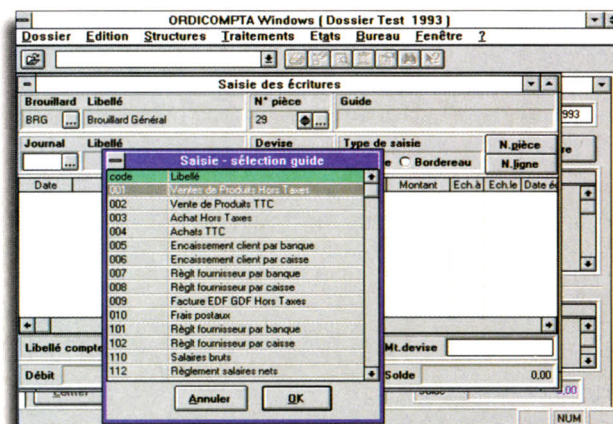 ORDICOMPTA Windows ( Dossier Test 1993 )
Dossier Edition Structures Traitements Etats Bureau Fenêtre ?
Saisie des écritures
Brouillard Libellé N° pièce Guide
BRG ... Brouillard Général 29 ...
993
Journal Libellé Devise Type de saisie N.pièce
... e Bordereau N.ligne re
Saisie - sélection guide
Date Montant Ech.à Ech.le Date éc
code Libellé
001 Ventes de Produits Hors Taxes
002 Vente de Produits TTC
003 Achat Hors Taxes
004 Achats TTC
005 Encaissement client par banque
006 Encaissement client par caisse
007 Règlt fournisseur par banque
008 Règlt fournisseur par caisse
009 Facture EDF GDF Hors Taxes
010 Frais postaux
101 Règlt fournisseur par banque
102 Règlt fournisseur par caisse
110 Salaires bruts
112 Règlement salaires nets
Libellé compte Mt.devise
Débit Solde 0,00
Annuler OK
,00
NUM